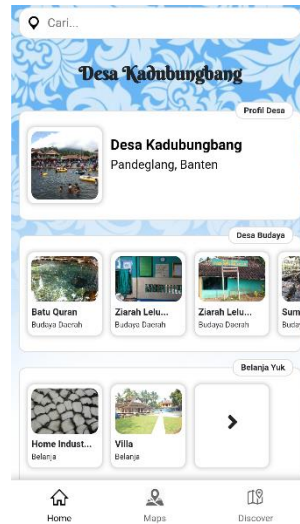 Cari...
Desa Kadubungbang
Profil Desa
Desa Kadubungbang
Pandeglang, Banten
Desa Budaya
Batu Quran
Budaya Daerah
Ziarah Lelu...
Budaya Daerah
Ziarah Lelu...
Budaya Daerah
Sum
Buda
Belanja Yuk
Home Indust...
Belanja
Villa
Belanja
Home
Maps
Discover